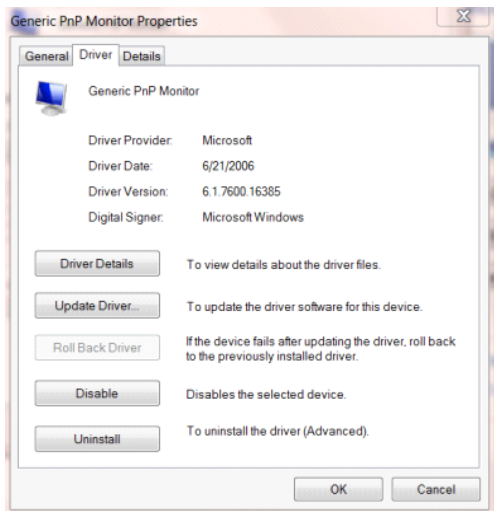 Generic PnP Monitor Properties
General Driver Details
Generic PnP Monitor
Driver Provider: Microsoft
Driver Date: 6/21/2006
Driver Version: 6.1.7600.16385
Digital Signer: Microsoft Windows
Driver Details To view details about the driver files.
Update Driver... To update the driver software for this device.
Roll Back Driver If the device fails after updating the driver, roll back
to the previously installed driver.
Disable Disables the selected device.
Uninstall To uninstall the driver (Advanced).
OK Cancel